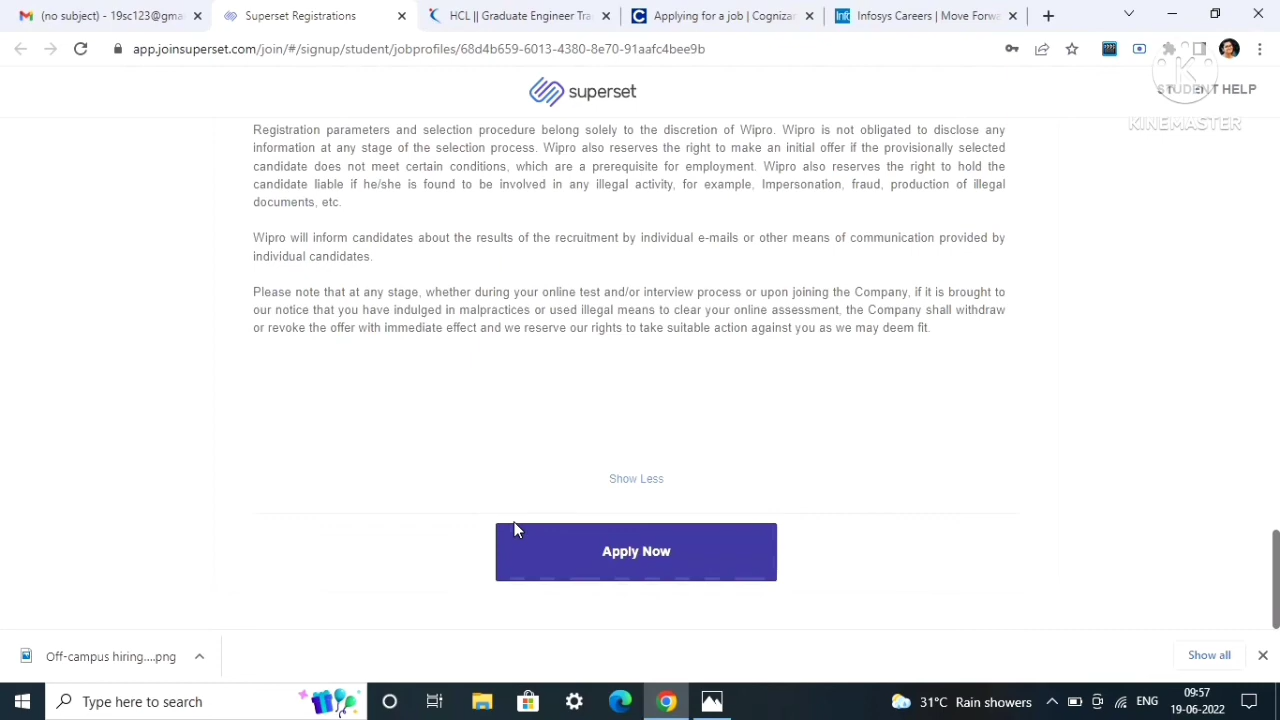 (no subject) - 19sc123@gma
Superset Registrations
HCL || Graduate Engineer Tra
Applying for a job | Cognizan
Infosys Careers | Move Forwa
app.joinsuperset.com/join/#/signup/student/jobprofiles/68d4b659-6013-4380-8e70-91aafc4bee9b
superset
STUDENT HELP
KINEMASTER
Registration parameters and selection procedure belong solely to the discretion of Wipro. Wipro is not obligated to disclose any
information at any stage of the selection process. Wipro also reserves the right to make an initial offer if the provisionally selected
candidate does not meet certain conditions, which are a prerequisite for employment. Wipro also reserves the right to hold the
candidate liable if he/she is found to be involved in any illegal activity, for example, Impersonation, fraud, production of illegal
documents, etc.
Wipro will inform candidates about the results of the recruitment by individual e-mails or other means of communication provided by
individual candidates.
Please note that at any stage, whether during your online test and/or interview process or upon joining the Company, if it is brought to
our notice that you have indulged in malpractices or used illegal means to clear your online assessment, the Company shall withdraw
or revoke the offer with immediate effect and we reserve our rights to take suitable action against you as we may deem fit.
Show Less
Apply Now
Off-campus hiring....png
Show all
Type here to search
31°C Rain showers
ENG
09:57
19-06-2022